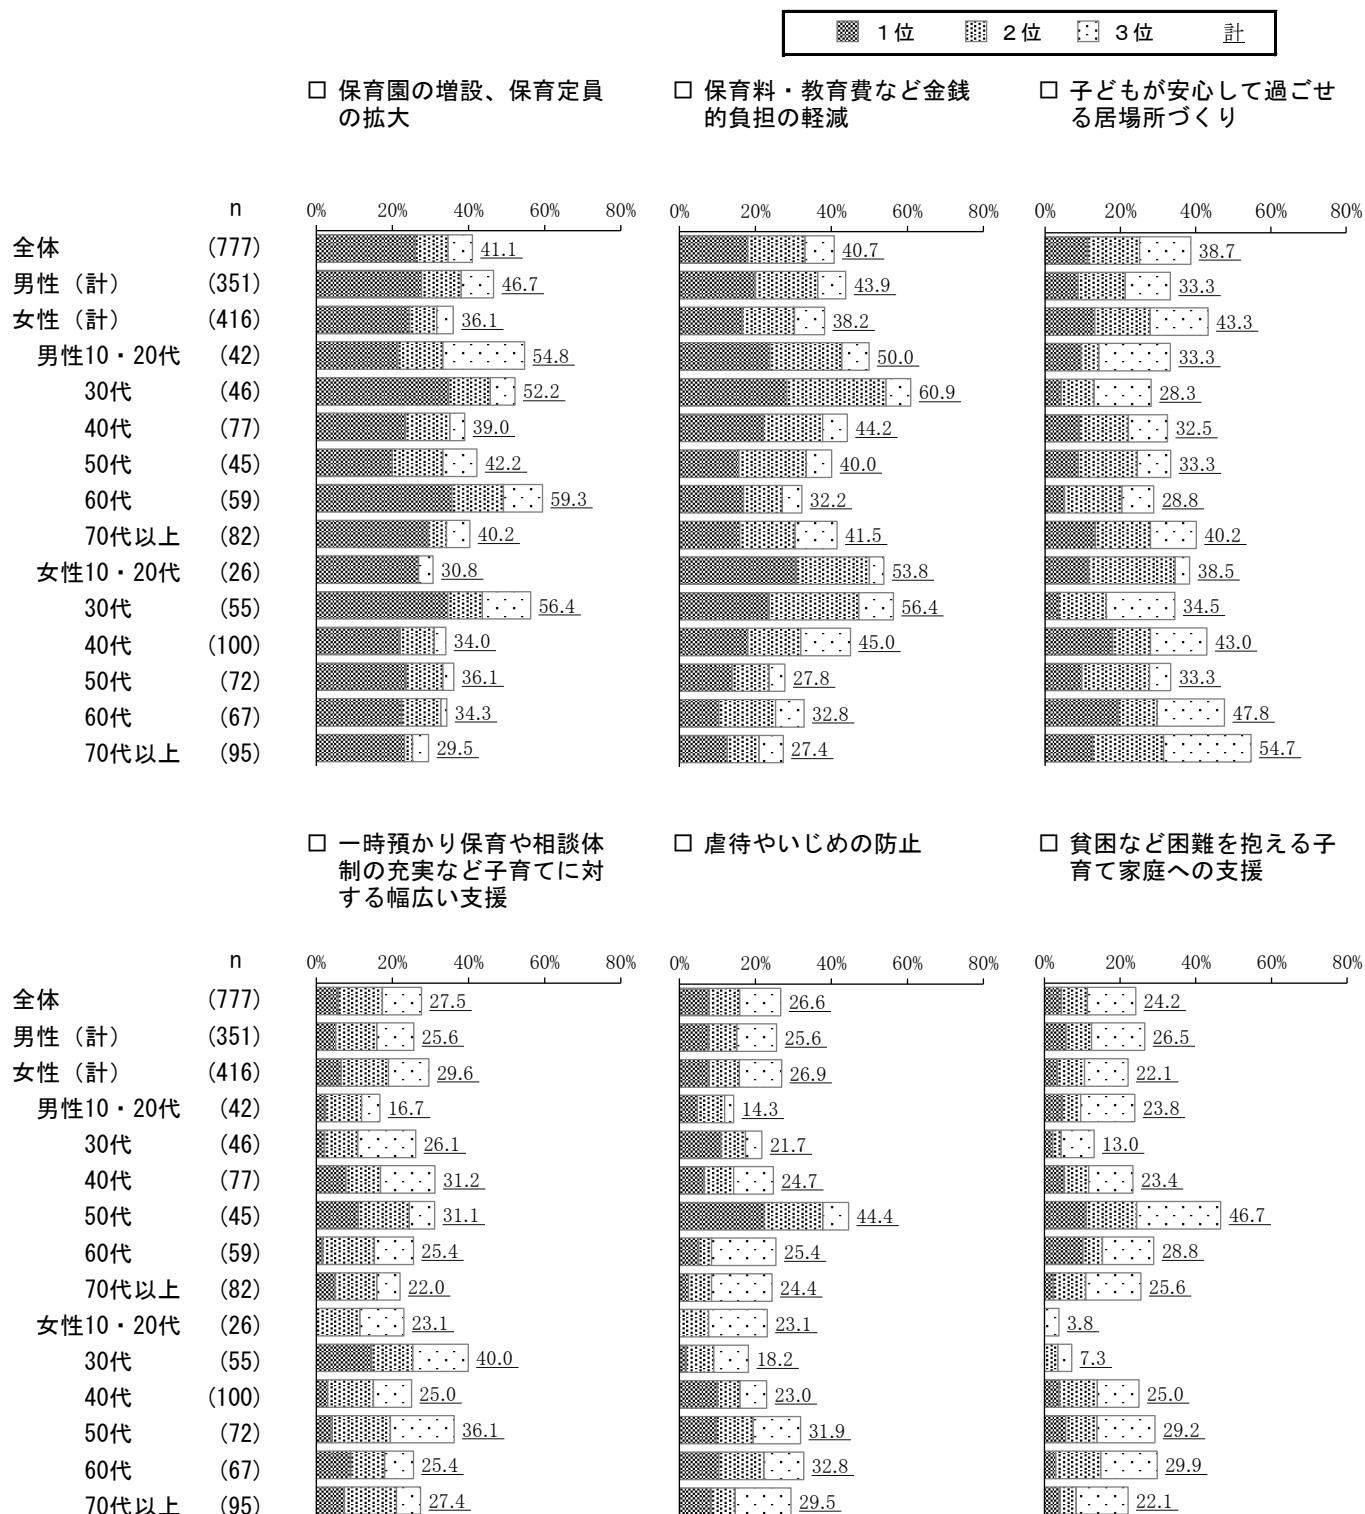 1位 2位 3位 計
□ 保育園の増設、保育定員
の拡大
□ 保育料・教育費など金銭
的負担の軽減
□ 子どもが安心して過ごせ
る居場所づくり
n 0% 20% 40% 60% 80% 0% 20% 40% 60% 80% 0% 20% 40% 60% 80%
全体 (777) 41.1 40.7 38.7
男性（計） (351) 46.7 43.9 33.3
女性（計） (416) 36.1 38.2 43.3
男性10・20代 (42) 54.8 50.0 33.3
30代 (46) 52.2 60.9 28.3
40代 (77) 39.0 44.2 32.5
50代 (45) 42.2 40.0 33.3
60代 (59) 59.3 32.2 28.8
70代以上 (82) 40.2 41.5 40.2
女性10・20代 (26) 30.8 53.8 38.5
30代 (55) 56.4 56.4 34.5
40代 (100) 34.0 45.0 43.0
50代 (72) 36.1 27.8 33.3
60代 (67) 34.3 32.8 47.8
70代以上 (95) 29.5 27.4 54.7
□ 一時預かり保育や相談体
制の充実など子育てに対
する幅広い支援
□ 虐待やいじめの防止
□ 貧困など困難を抱える子
育て家庭への支援
n 0% 20% 40% 60% 80% 0% 20% 40% 60% 80% 0% 20% 40% 60% 80%
全体 (777) 27.5 26.6 24.2
男性（計） (351) 25.6 25.6 26.5
女性（計） (416) 29.6 26.9 22.1
男性10・20代 (42) 16.7 14.3 23.8
30代 (46) 26.1 21.7 13.0
40代 (77) 31.2 24.7 23.4
50代 (45) 31.1 44.4 46.7
60代 (59) 25.4 25.4 28.8
70代以上 (82) 22.0 24.4 25.6
女性10・20代 (26) 23.1 23.1 3.8
30代 (55) 40.0 18.2 7.3
40代 (100) 25.0 23.0 25.0
50代 (72) 36.1 31.9 29.2
60代 (67) 25.4 32.8 29.9
70代以上 (95) 27.4 29.5 22.1